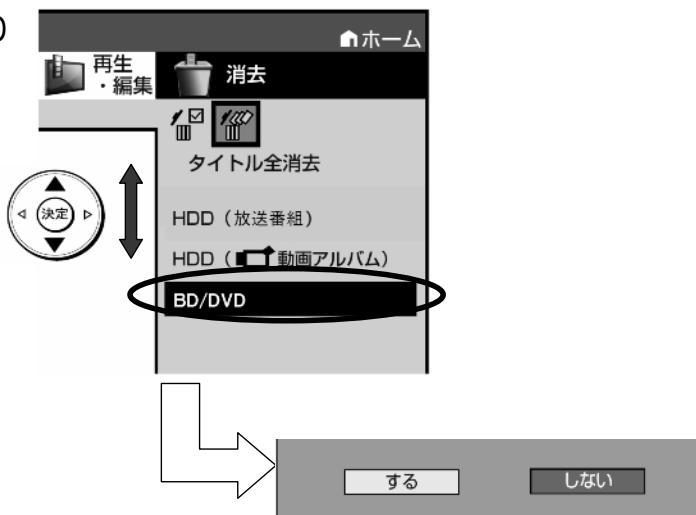 ホーム
再生
・編集
消去
タイトル全消去
決定
HDD（放送番組）
HDD（動画アルバム）
BD/DVD
する
しない